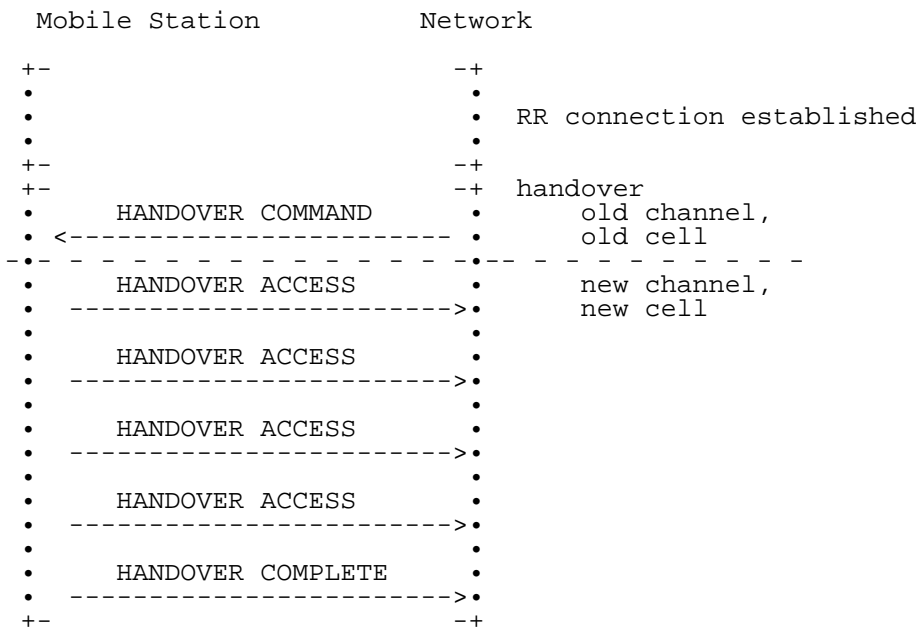 Mobile Station Network
RR connection established
handover
HANDOVER COMMAND old channel,
old cell
HANDOVER ACCESS new channel,
new cell
HANDOVER ACCESS
HANDOVER ACCESS
HANDOVER ACCESS
HANDOVER COMPLETE